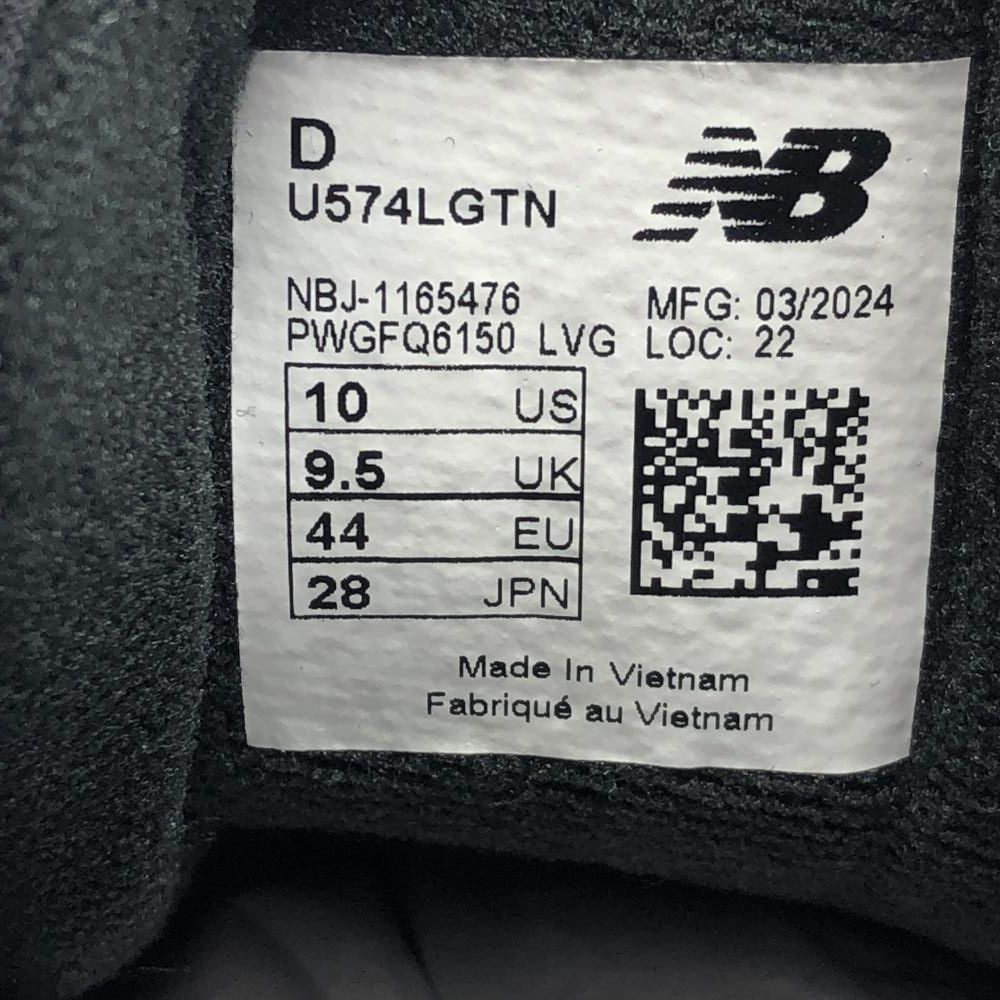 D
U574LGTN
NB
NBJ-1165476 MFG: 03/2024
PWGFQ6150 LVG LOC: 22
10 US
9.5 UK
44 EU
28 JPN
Made In Vietnam
Fabriqué au Vietnam